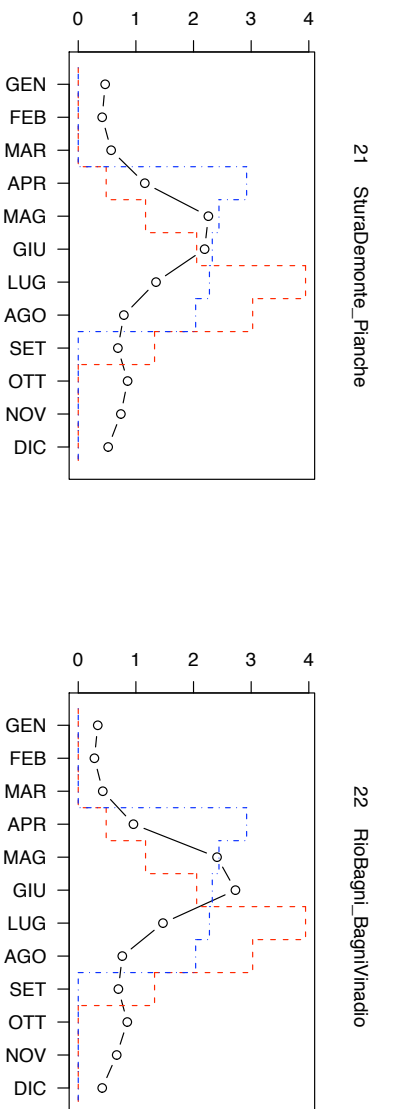 0 1 2 3 4
GEN
FEB
MAR
APR
MAG
GIU
LUG
AGO
SET
OTT
NOV
DIC
21 SturaDemonte_Pianche
0 1 2 3 4
GEN
FEB
MAR
APR
MAG
GIU
LUG
AGO
SET
OTT
NOV
DIC
22 RioBagni_BagniVinadio